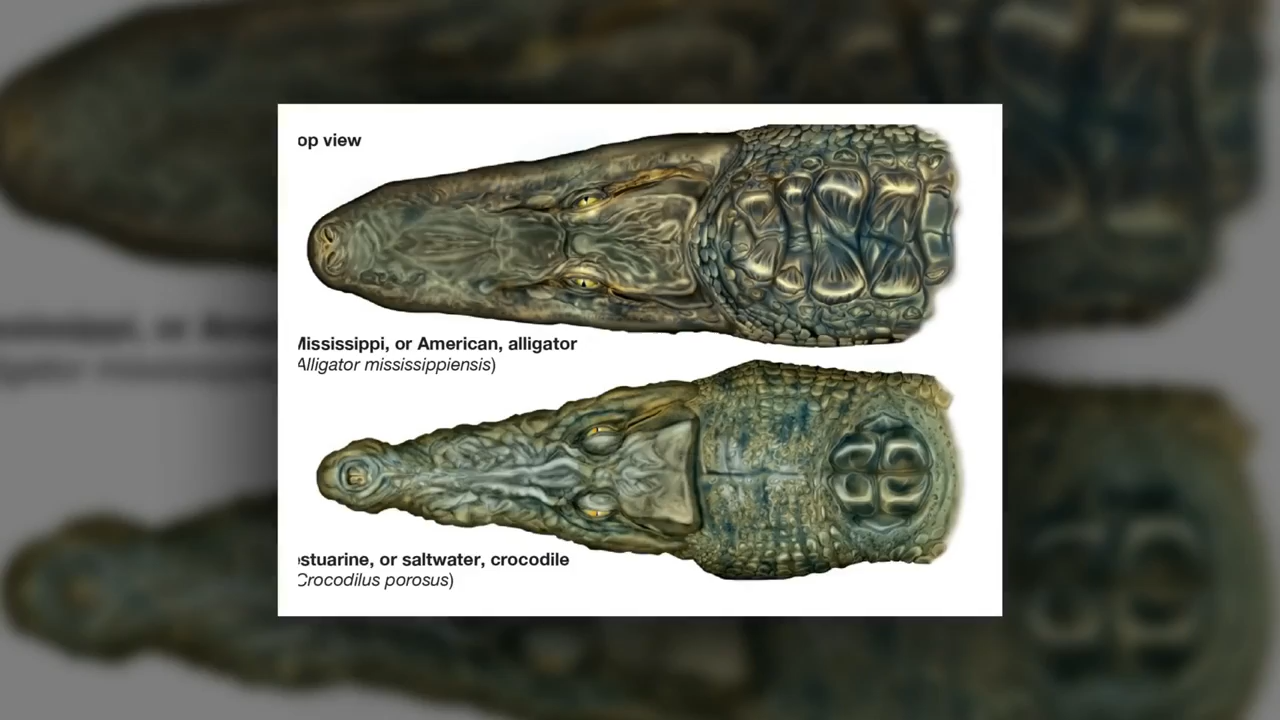 op view
Mississippi, or American, alligator
Alligator mississippiensis)
stuarine, or saltwater, crocodile
Crocodilus porosus)